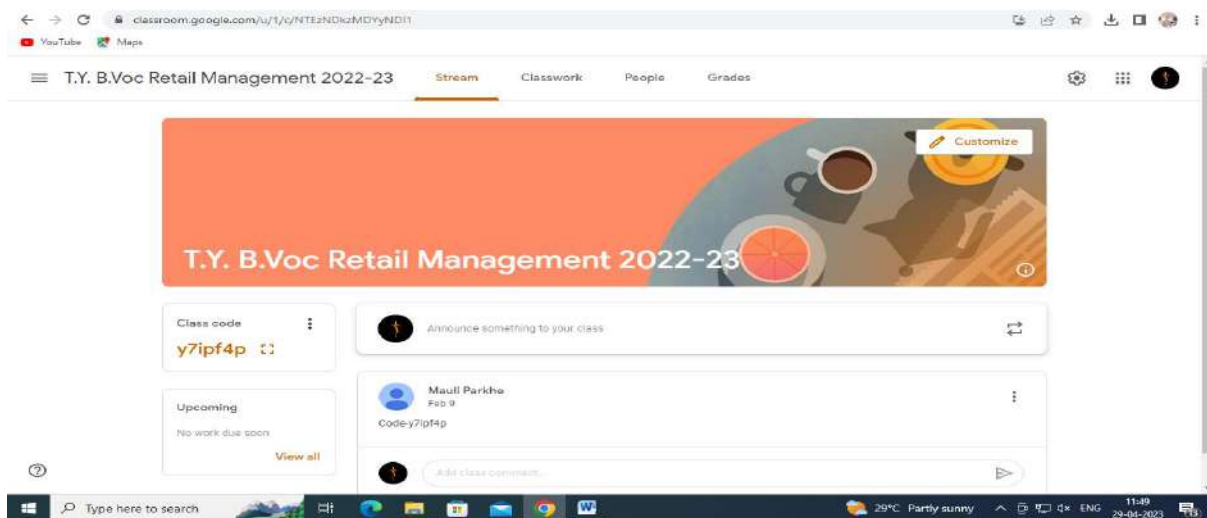 classroom.google.com/u/1/c/NTEzNDkzMDYyNDI1
YouTube Maps
T.Y. B.Voc Retail Management 2022-23 Stream Classwork People Grades
Customize
T.Y. B.Voc Retail Management 2022-23
Class code
y7ipf4p
Announce something to your class
Upcoming
No work due soon
View all
Mauli Parkhe
Feb 9
Code-y7ipf4p
Add class comment...
Type here to search
29°C Partly sunny ENG
11:49
29-04-2023